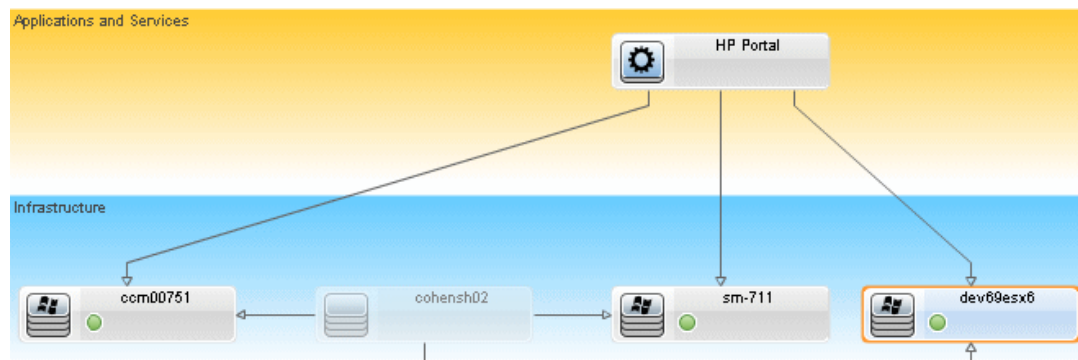 Applications and Services
HP Portal
Infrastructure
ccm00751
cohensh02
sm-711
dev69esx6